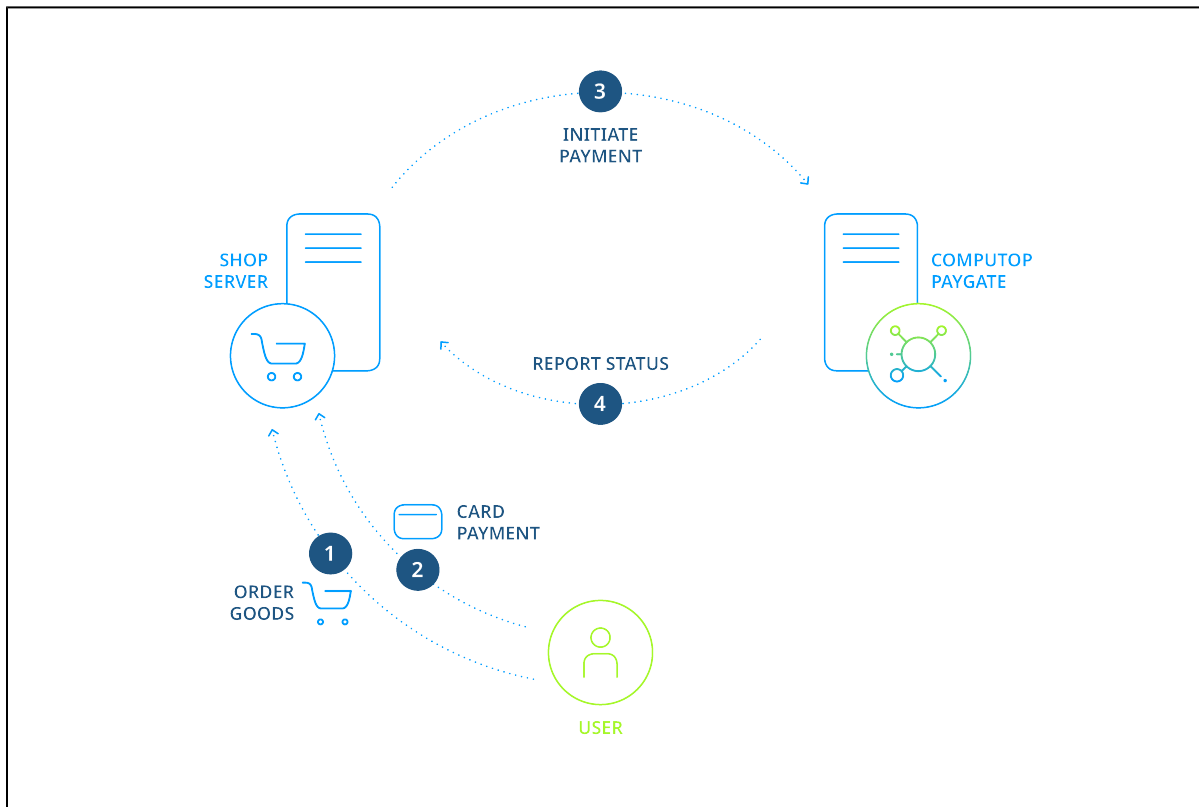 3
INITIATE
PAYMENT
SHOP
SERVER
COMPUTOP
PAYGATE
REPORT STATUS
4
CARD
PAYMENT
1
2
ORDER
GOODS
USER